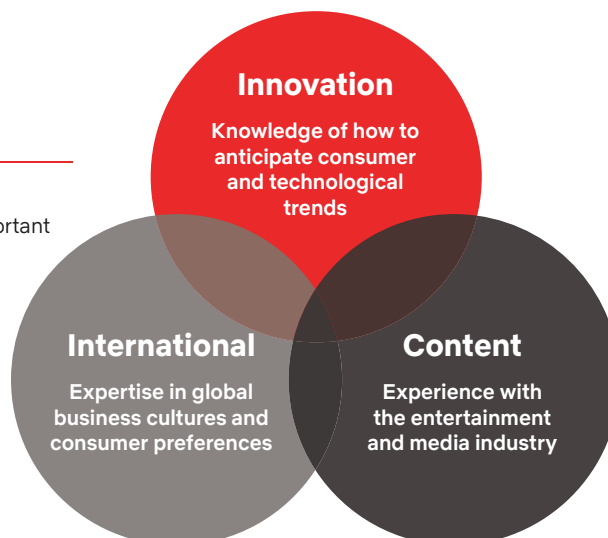 Innovation
Knowledge of how to
anticipate consumer
and technological
trends
International
Expertise in global
business cultures and
consumer preferences
Content
Experience with
the entertainment
and media industry